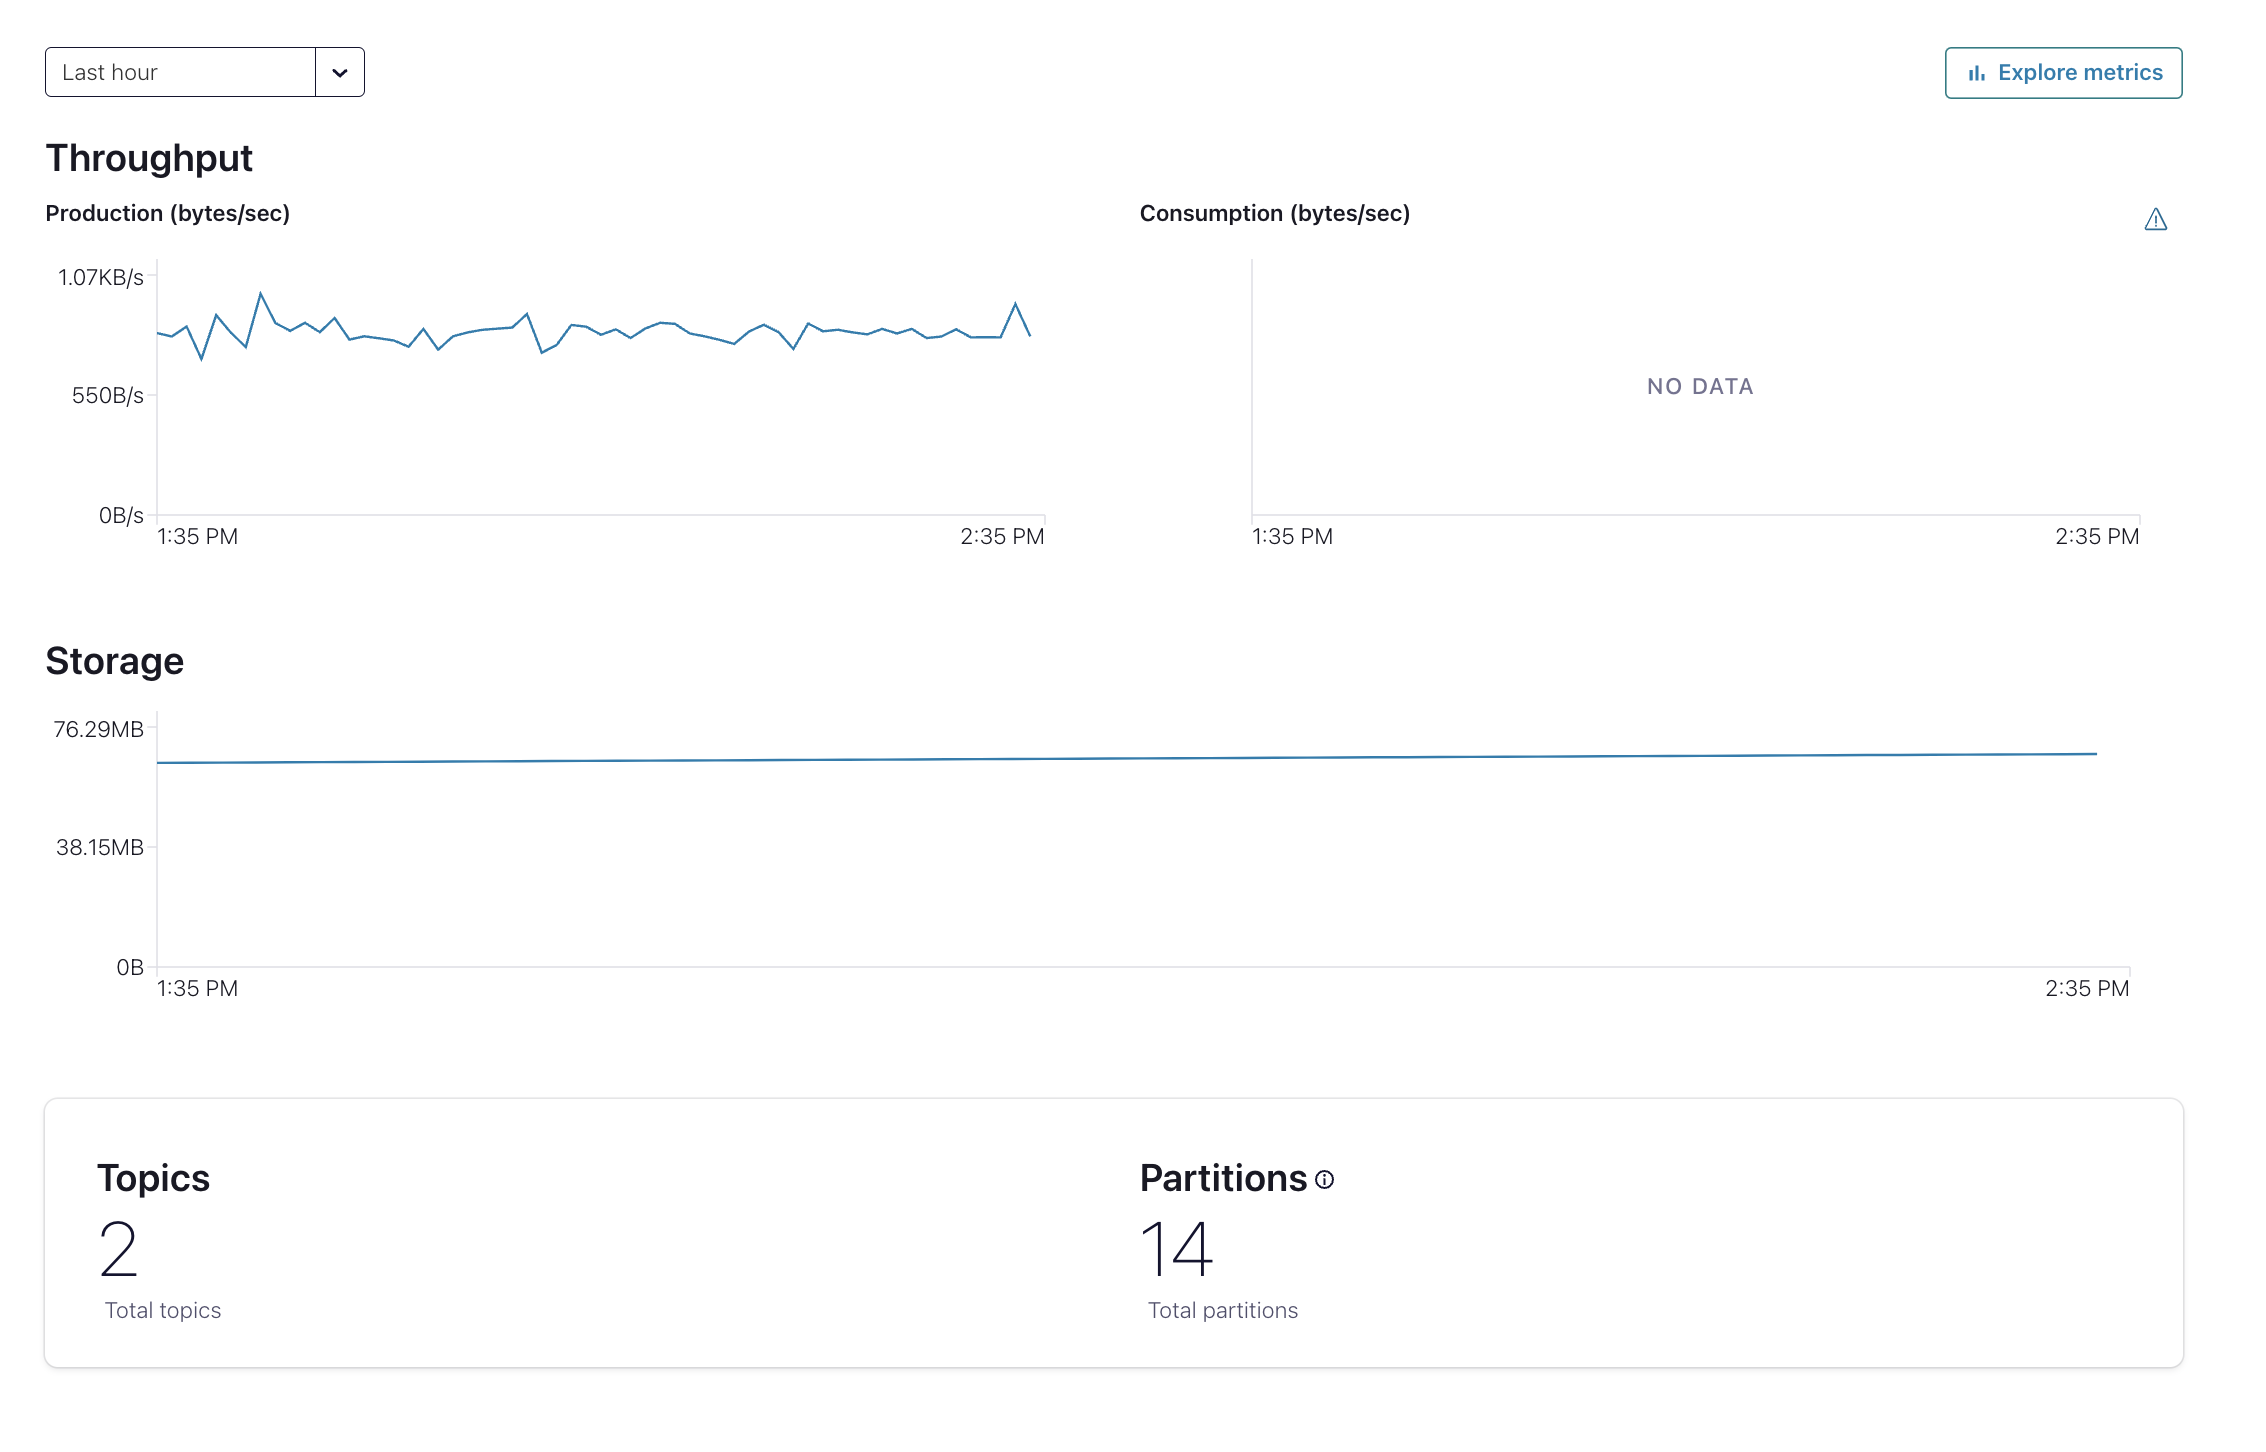 Last hour
Explore metrics
Throughput
Production (bytes/sec)
1.07KB/s
550B/s
0B/s
1:35 PM
2:35 PM
Consumption (bytes/sec)
NO DATA
1:35 PM
2:35 PM
Storage
76.29MB
38.15MB
0B
1:35 PM
2:35 PM
Topics
2
Total topics
Partitions
14
Total partitions